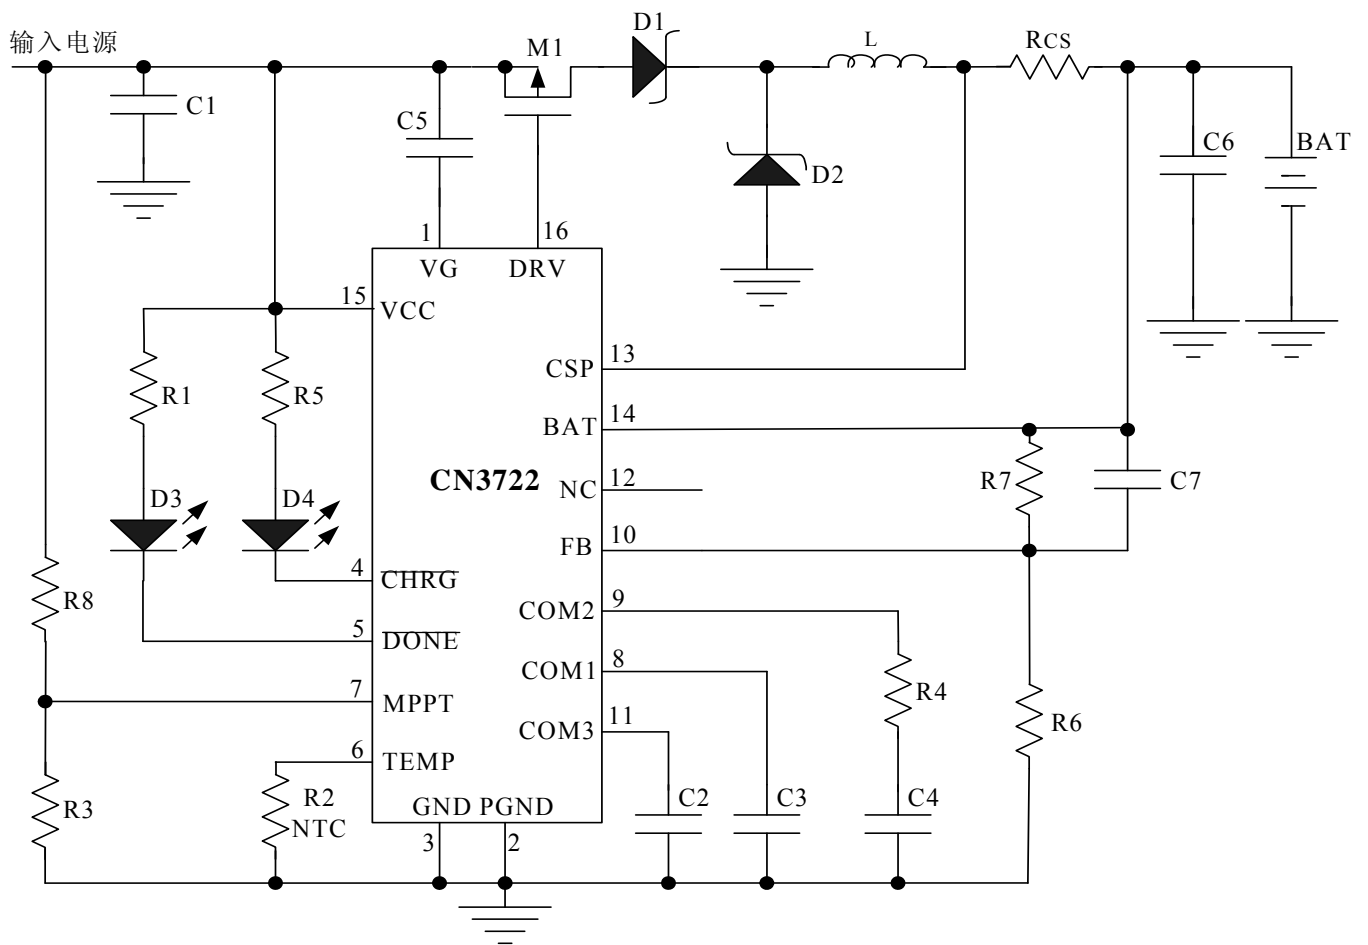 D1
输入电源
M1
L
RCS
C1
C5
C6
BAT
D2
1
16
VG
DRV
15
VCC
CSP
13
R1
R5
BAT
14
CN3722
NC
12
R7
C7
D3
D4
FB
10
4
CHRG
R8
COM2
9
5
DONE
COM1
8
7
MPPT
R4
COM3
11
R6
6
TEMP
R3
R2
NTC
GND
PGND
C2
C3
C4
3
2